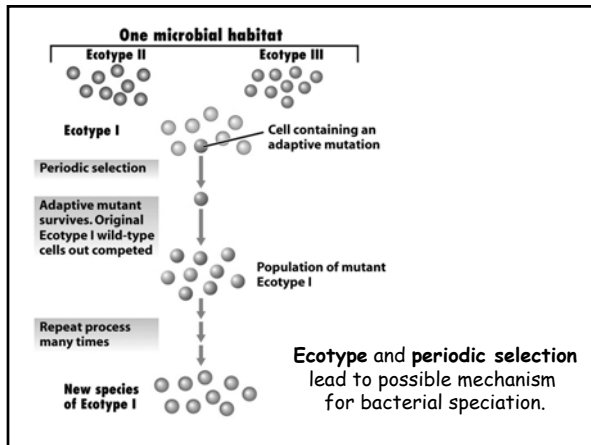 One microbial habitat
Ecotype II
Ecotype III
Ecotype I
Cell containing an
adaptive mutation
Periodic selection
Adaptive mutant
survives. Original
Ecotype I wild-type
cells out competed
Population of mutant
Ecotype I
Repeat process
many times
New species
of Ecotype I
Ecotype and periodic selection
lead to possible mechanism
for bacterial speciation.